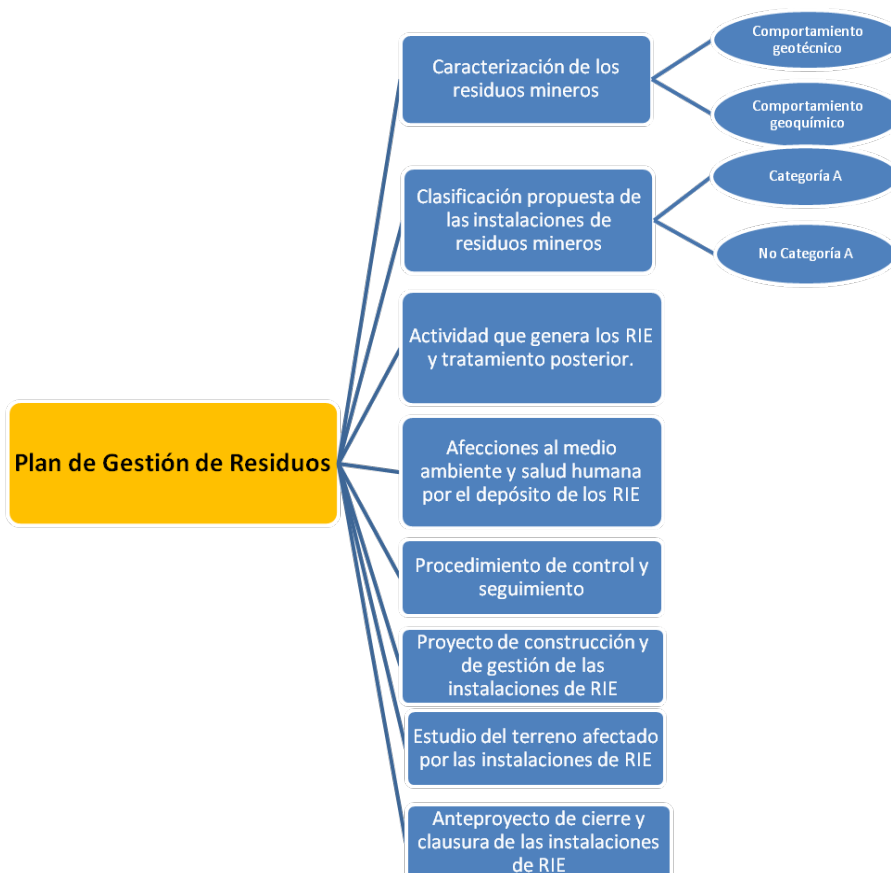 Comportamiento
geotécnico
Caracterización de los
residuos mineros
Comportamiento
geoquímico
Categoría A
Clasificación propuesta de
las instalaciones de
residuos mineros
No Categoría A
Actividad que genera los RIE
y tratamiento posterior.
Plan de Gestión de Residuos
Afecciones al medio
ambiente y salud humana
por el depósito de los RIE
Procedimiento de control y
seguimiento
Proyecto de construcción y
de gestión de las
instalaciones de RIE
Estudio del terreno afectado
por las instalaciones de RIE
Anteproyecto de cierre y
clausura de las instalaciones
de RIE